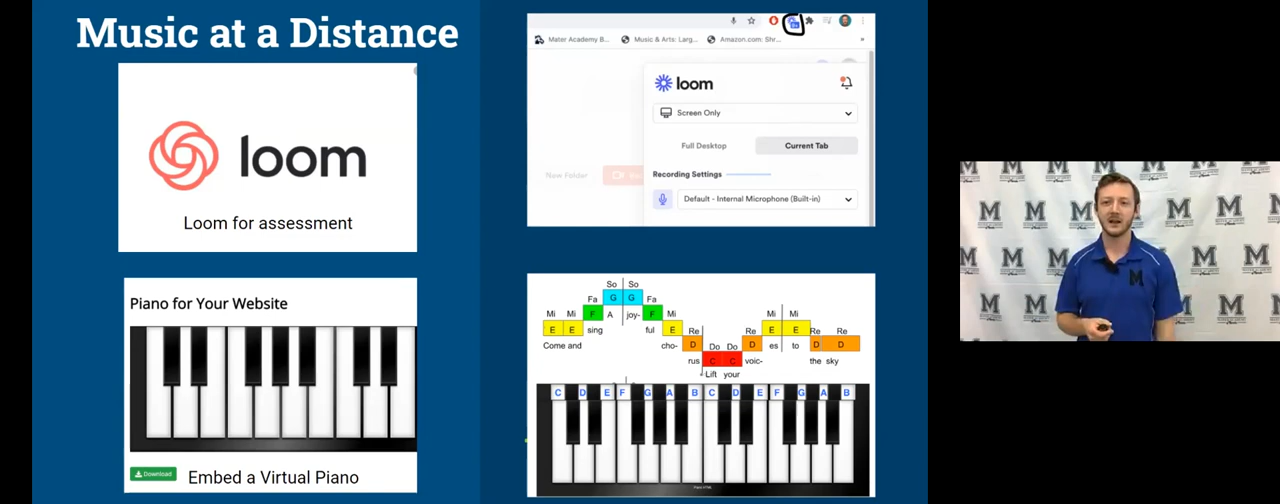 Music at a Distance
loom
Loom for assessment
Piano for Your Website
Download
Embed a Virtual Piano
Mater Academy B...
Music & Arts: Larg...
Amazon.com: Shr...
»
loom
Screen Only
Full Desktop
Current Tab
New Folder
Recording Settings
Default - Internal Microphone (Built-in)
So So
G G
Fa Fa
F A joy- F
Mi Mi Mi Mi Mi
E E sing ful E E E
Re Re Re Re
Come and cho- D D es to D D
Do Do
rus C C voic- the sky
Lift your
C D E F G A B C D E F G A B
M M M M M M